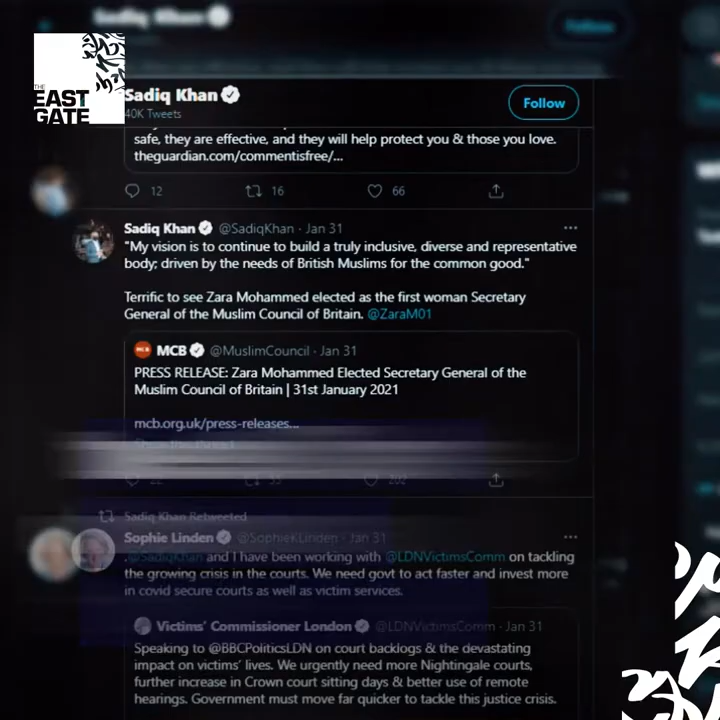 Sadiq Khan
Follow
THE
EAST
GATE
Sadiq Khan
40K Tweets
Follow
safe, they are effective, and they will help protect you & those you love.
theguardian.com/commentisfree/...
12 16 66
Sadiq Khan @SadiqKhan · Jan 31
"My vision is to continue to build a truly inclusive, diverse and representative
body; driven by the needs of British Muslims for the common good."
Terrific to see Zara Mohammed elected as the first woman Secretary
General of the Muslim Council of Britain. @ZaraM01
MCB MCB @MuslimCouncil · Jan 31
PRESS RELEASE: Zara Mohammed Elected Secretary General of the
Muslim Council of Britain | 31st January 2021
mcb.org.uk/press-releases...
Sadiq Khan Retweeted
Sophie Linden @SophieKLinden · Jan 31
.@SadiqKhan and I have been working with @LDNVictimsComm on tackling
the growing crisis in the courts. We need govt to act faster and invest more
in covid secure courts as well as victim services.
Victims' Commissioner London @LDNVictimsComm · Jan 31
Speaking to @BBCPoliticsLDN on court backlogs & the devastating
impact on victims' lives. We urgently need more Nightingale courts,
further increase in Crown court sitting days & better use of remote
hearings. Government must move far quicker to tackle this justice crisis.